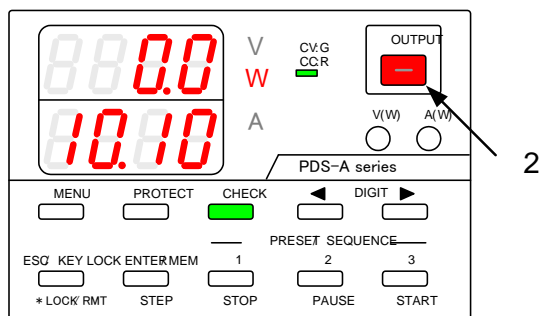 0.0
V
W
CV:G
CC:R
OUTPUT
10.10
A
V(W) A(W)
2
PDS-A series
MENU PROTECT CHECK ◀ DIGIT ▶
PRESET SEQUENCE
ESC/ KEY LOCK ENTER MEM 1 2 3
* LOCK/ RMT STEP STOP PAUSE START